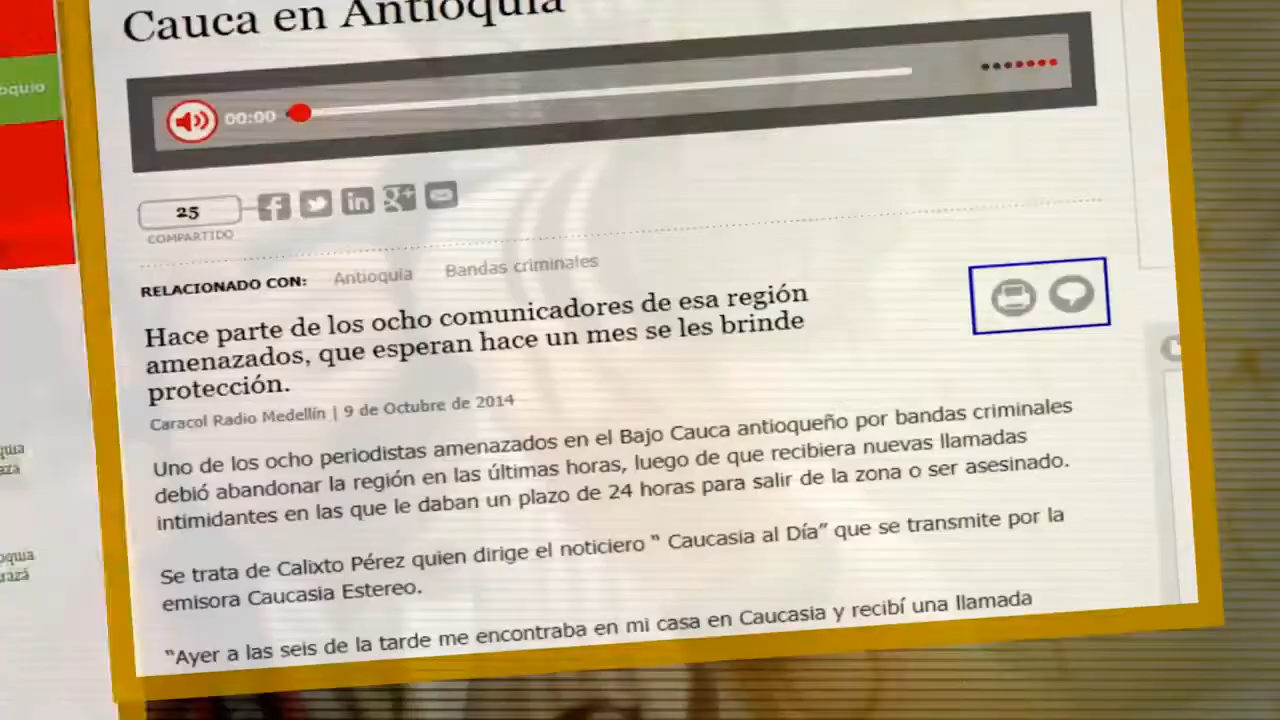 Cauca en Antioquia
00:00
25
COMPARTIDO
RELACIONADO CON: Antioquia Bandas criminales
Hace parte de los ocho comunicadores de esa región
amenazados, que esperan hace un mes se les brinde
protección.
Caracol Radio Medellín | 9 de Octubre de 2014
Uno de los ocho periodistas amenazados en el Bajo Cauca antioqueño por bandas criminales
debió abandonar la región en las últimas horas, luego de que recibiera nuevas llamadas
intimidantes en las que le daban un plazo de 24 horas para salir de la zona o ser asesinado.
Se trata de Calixto Pérez quien dirige el noticiero " Caucasia al Día" que se transmite por la
emisora Caucasia Estereo.
"Ayer a las seis de la tarde me encontraba en mi casa en Caucasia y recibí una llamada